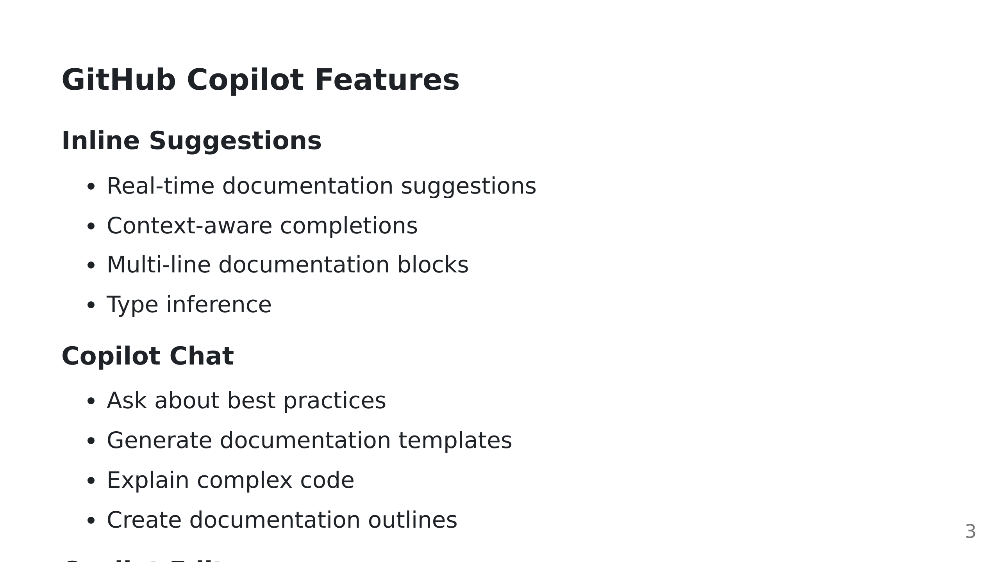 GitHub Copilot Features
Inline Suggestions
• Real-time documentation suggestions
• Context-aware completions
• Multi-line documentation blocks
• Type inference
Copilot Chat
• Ask about best practices
• Generate documentation templates
• Explain complex code
• Create documentation outlines
3